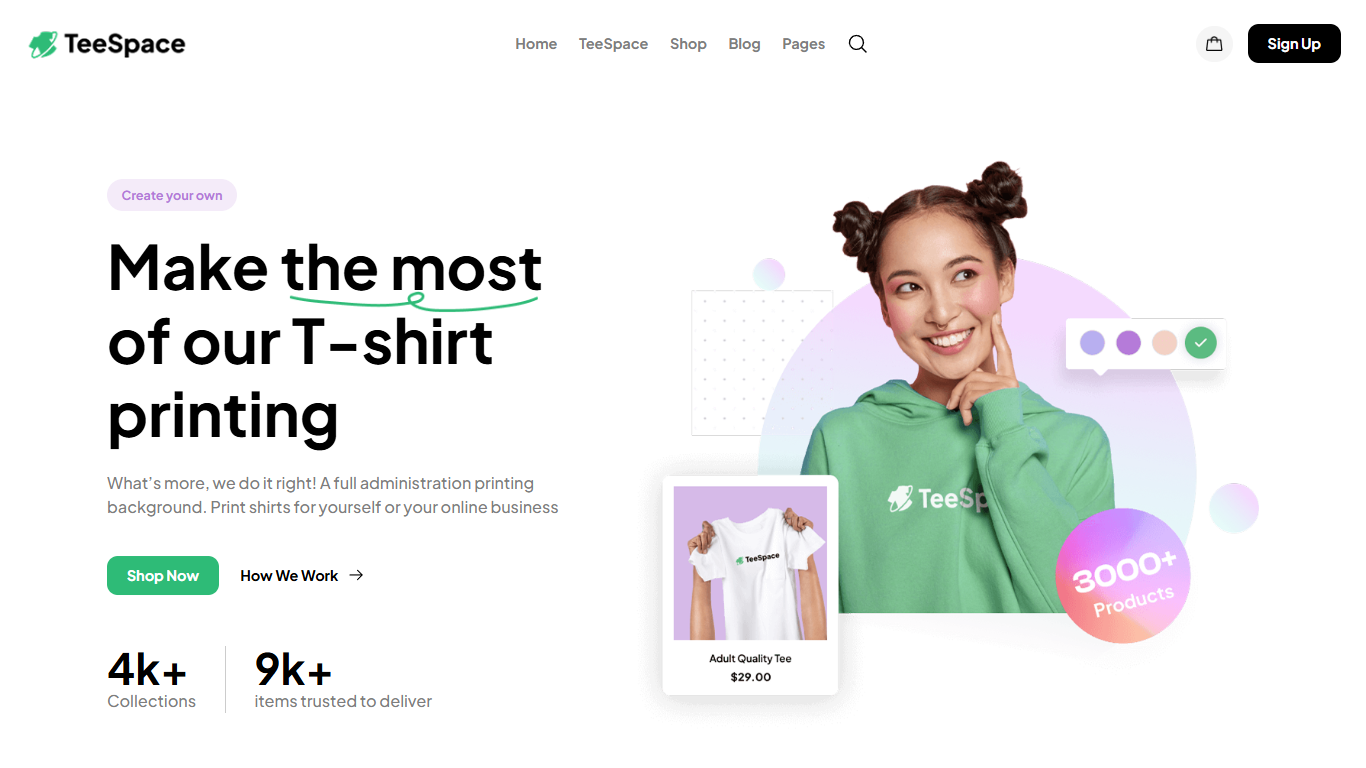 TeeSpace
Home TeeSpace Shop Blog Pages
Sign Up
Create your own
Make the most
of our T-shirt
printing
What's more, we do it right! A full administration printing
background. Print shirts for yourself or your online business
Shop Now
How We Work
4k+
Collections
9k+
items trusted to deliver
TeeSp
TeeSpace
Adult Quality Tee
$29.00
3000+
Products